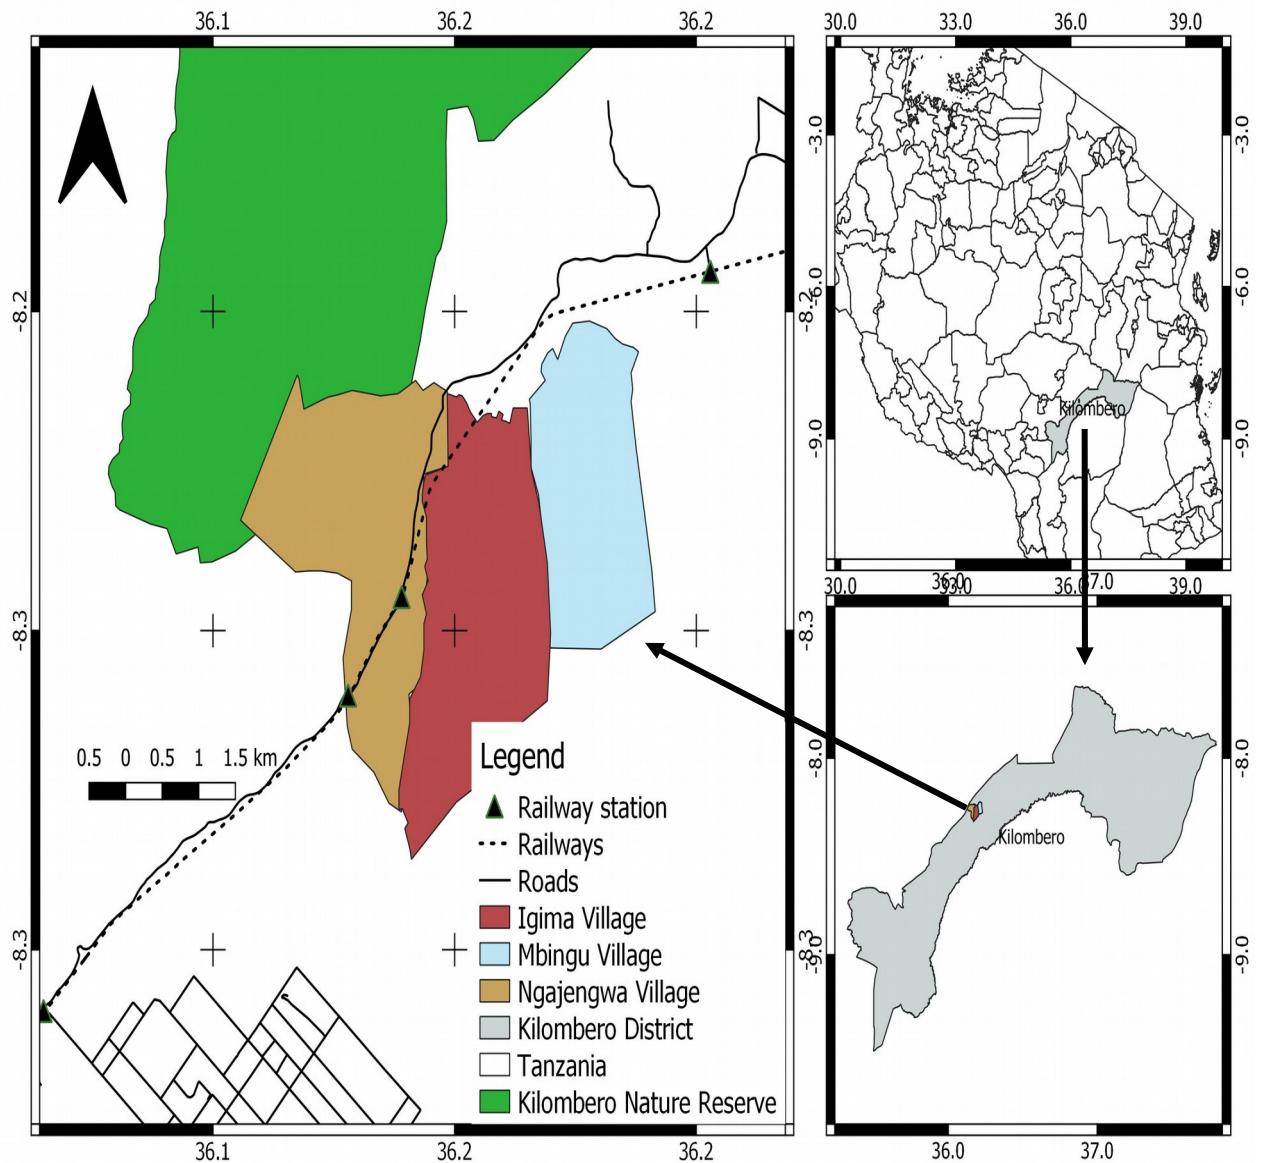 36.1 36.2 36.2
-8.2 -8.2
-8.3 -8.3
-8.3 -8.3
36.1 36.2 36.2
0.5 0 0.5 1 1.5 km
Legend
Railway station
Railways
Roads
Igima Village
Mbingu Village
Ngajengwa Village
Kilombero District
Tanzania
Kilombero Nature Reserve
30.0 33.0 36.0 39.0
-3.0 -3.0
-6.0 -6.0
-9.0 -9.0
Kilombero
30.0 33.0 36.0 39.0
36.0 37.0
-8.0 -8.0
Kilombero
-9.0 -9.0
36.0 37.0